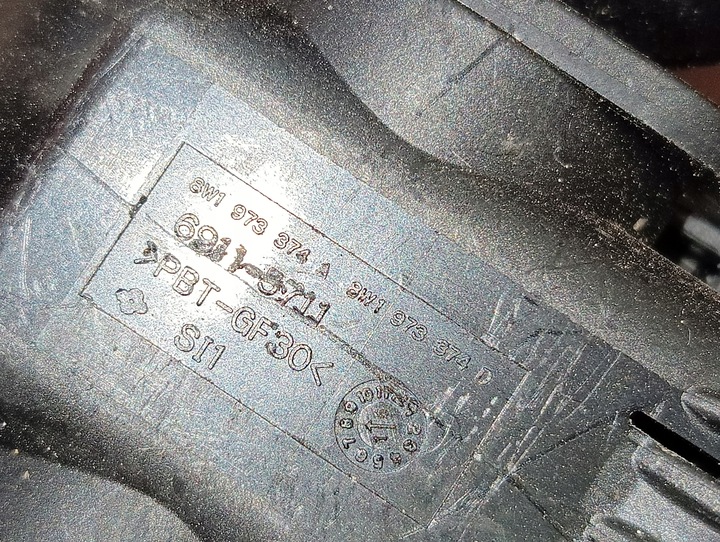 8W1 973 374 A 8W1 973 374 D
6911-5711
>PBT-GF30<
SI1